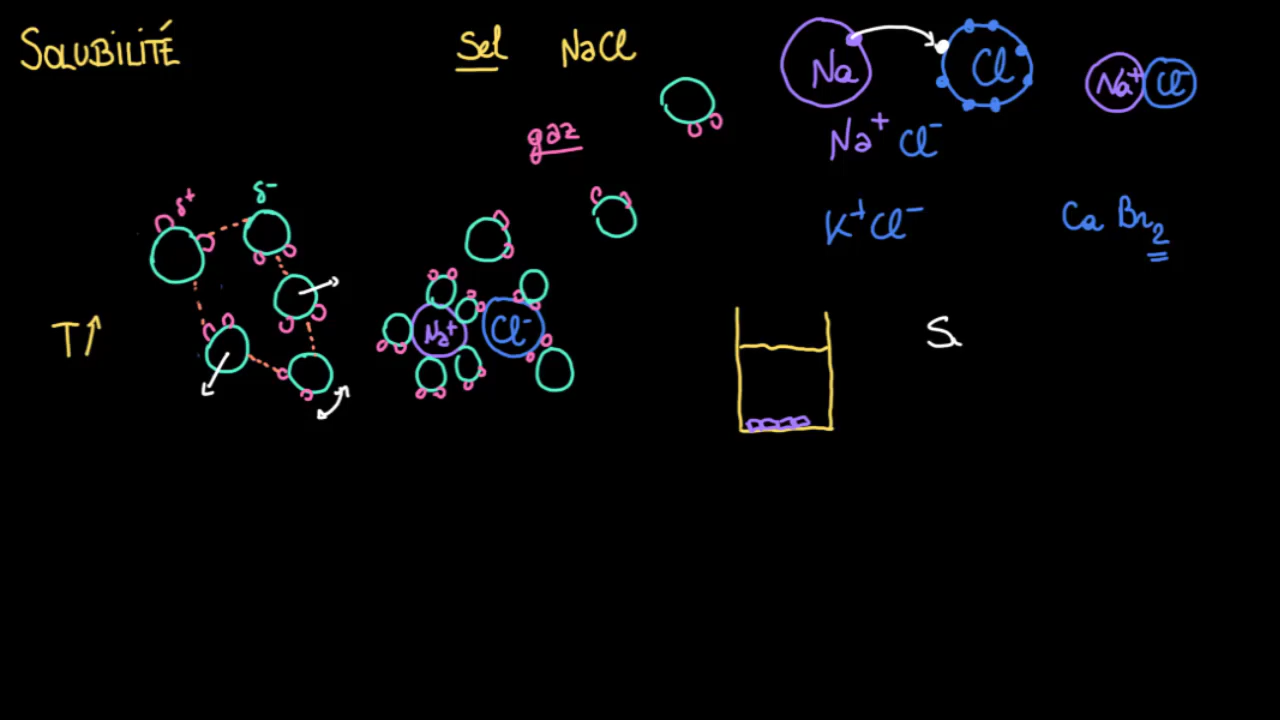 SOLUBILITÉ
Sel NaCl
Na Cl
Na⁺ Cl⁻
gaz
Na⁺ Cl⁻
δ⁺ δ⁻
K⁺ Cl⁻
Ca Br₂
T↑
Na⁺ Cl⁻
S